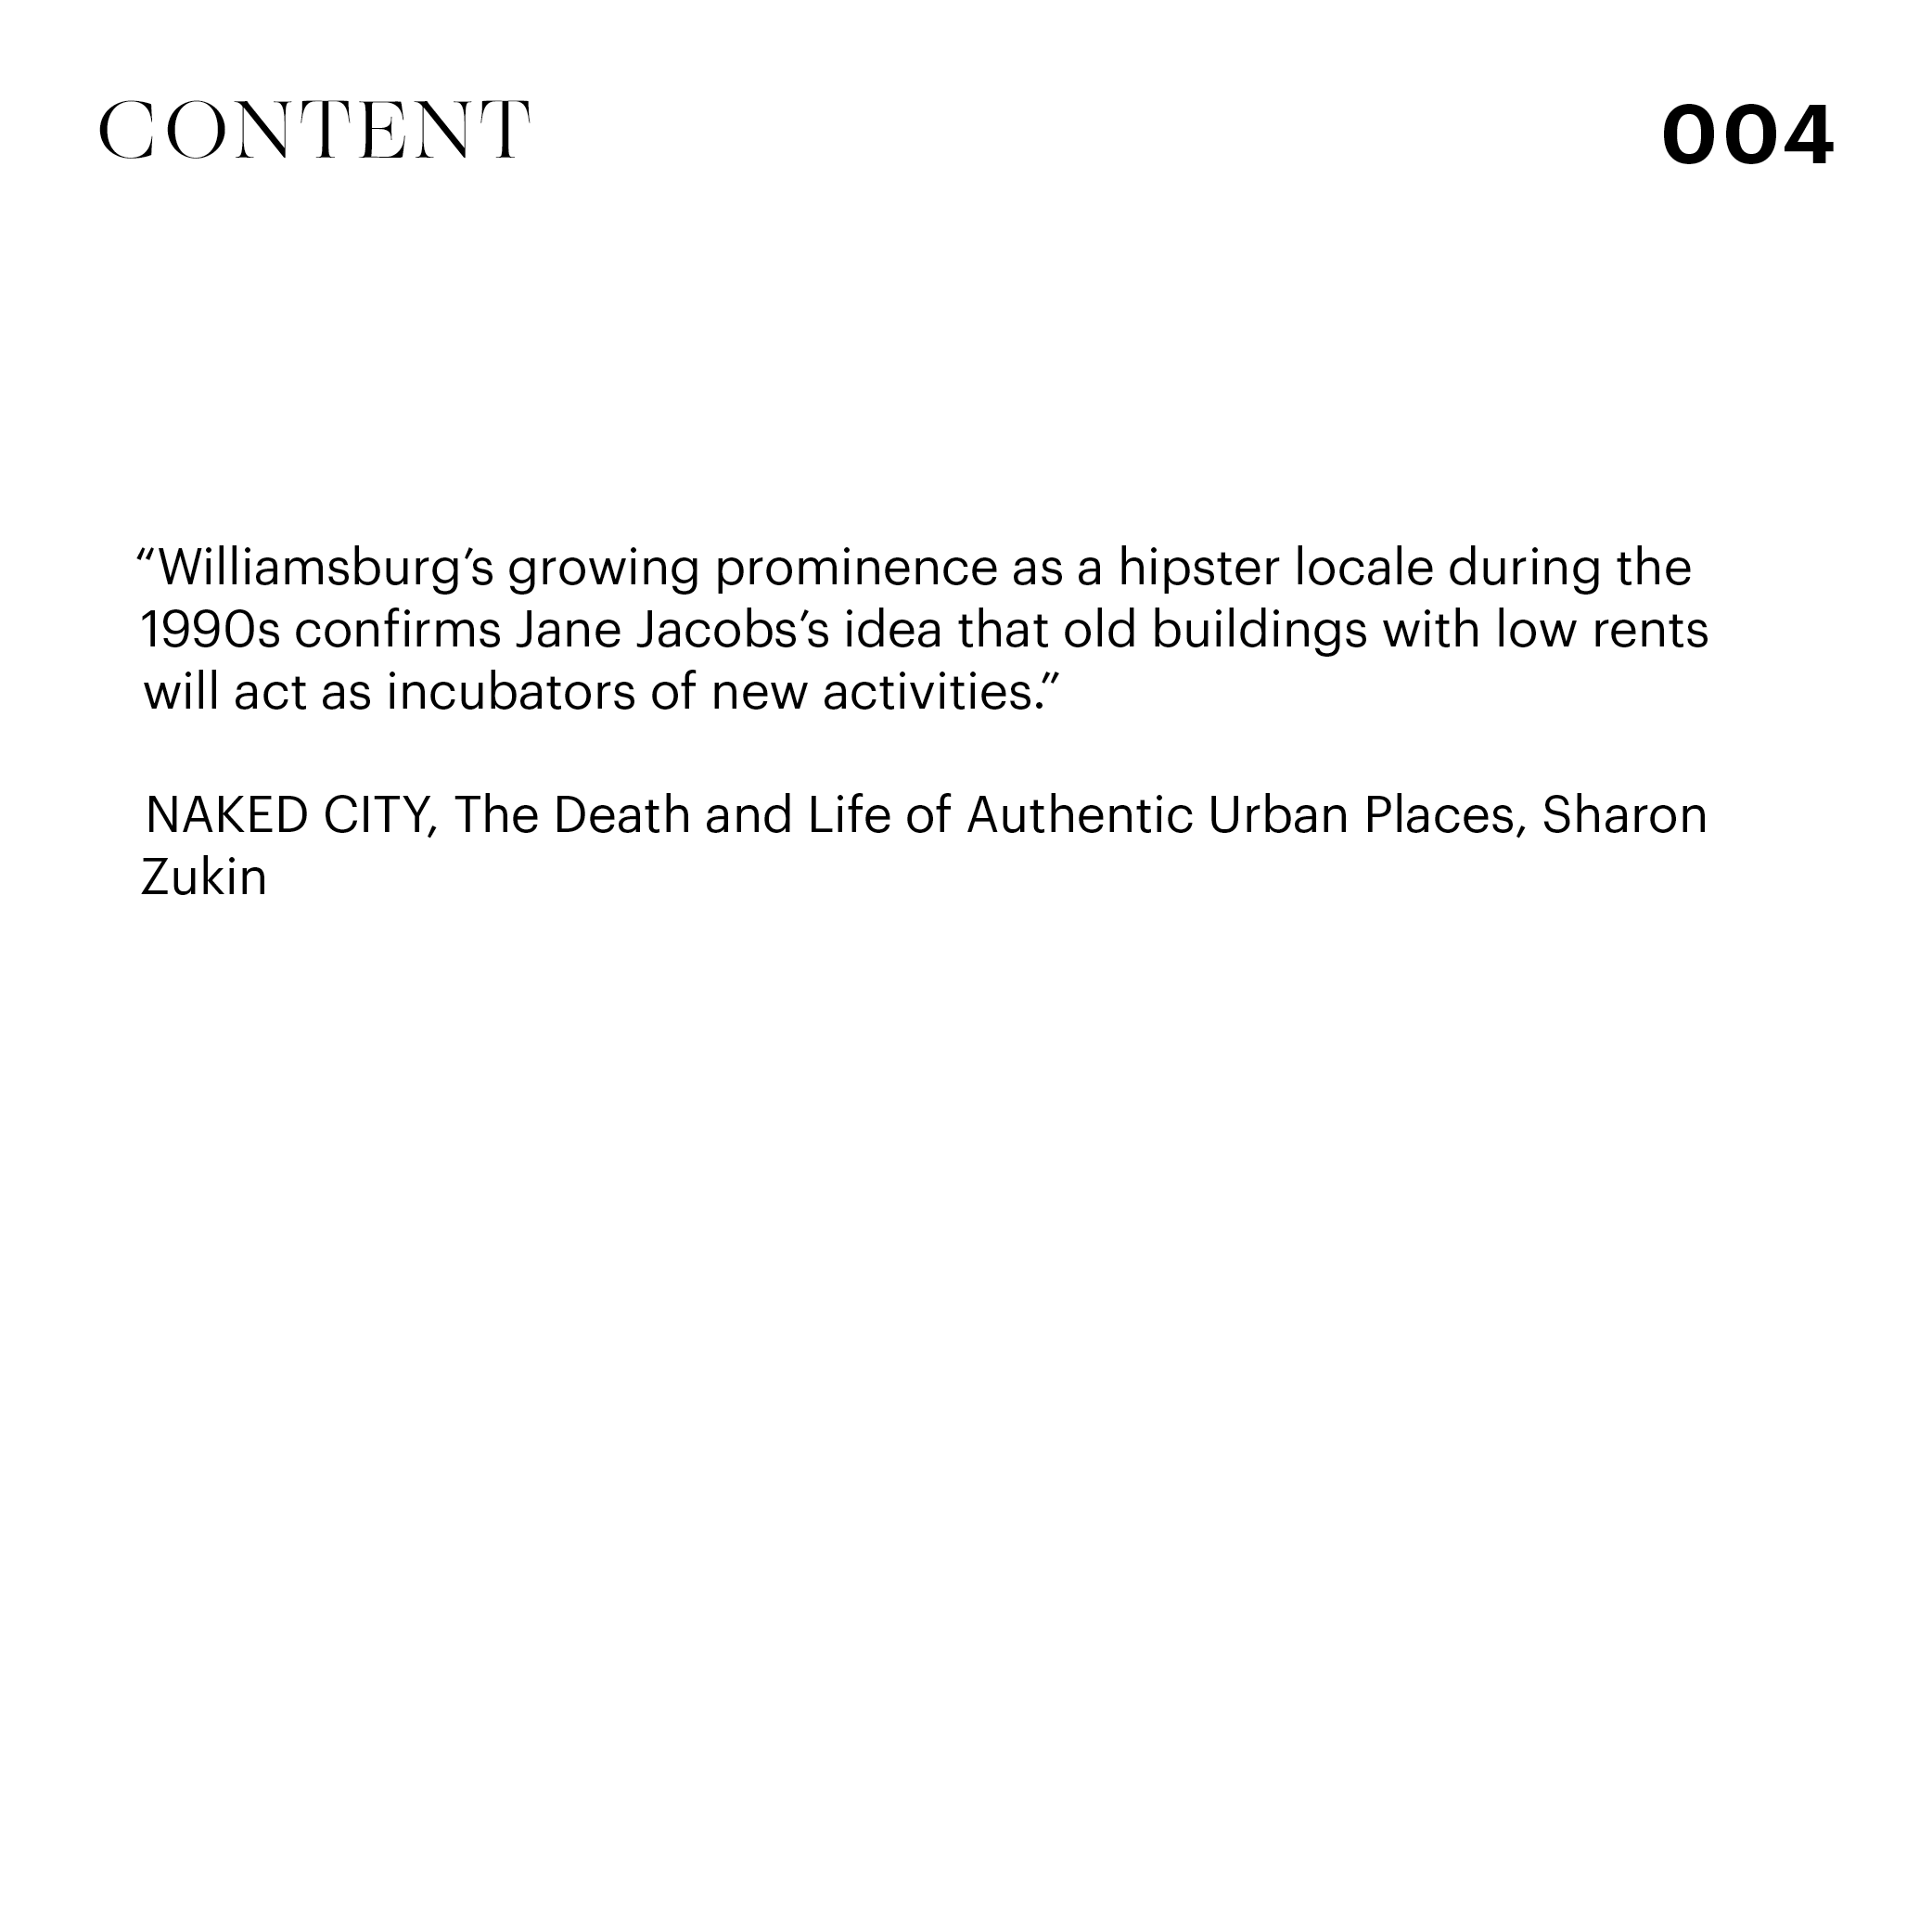 CONTENT
004
“Williamsburg’s growing prominence as a hipster locale during the
1990s confirms Jane Jacobs’s idea that old buildings with low rents
will act as incubators of new activities.”
NAKED CITY, The Death and Life of Authentic Urban Places, Sharon
Zukin